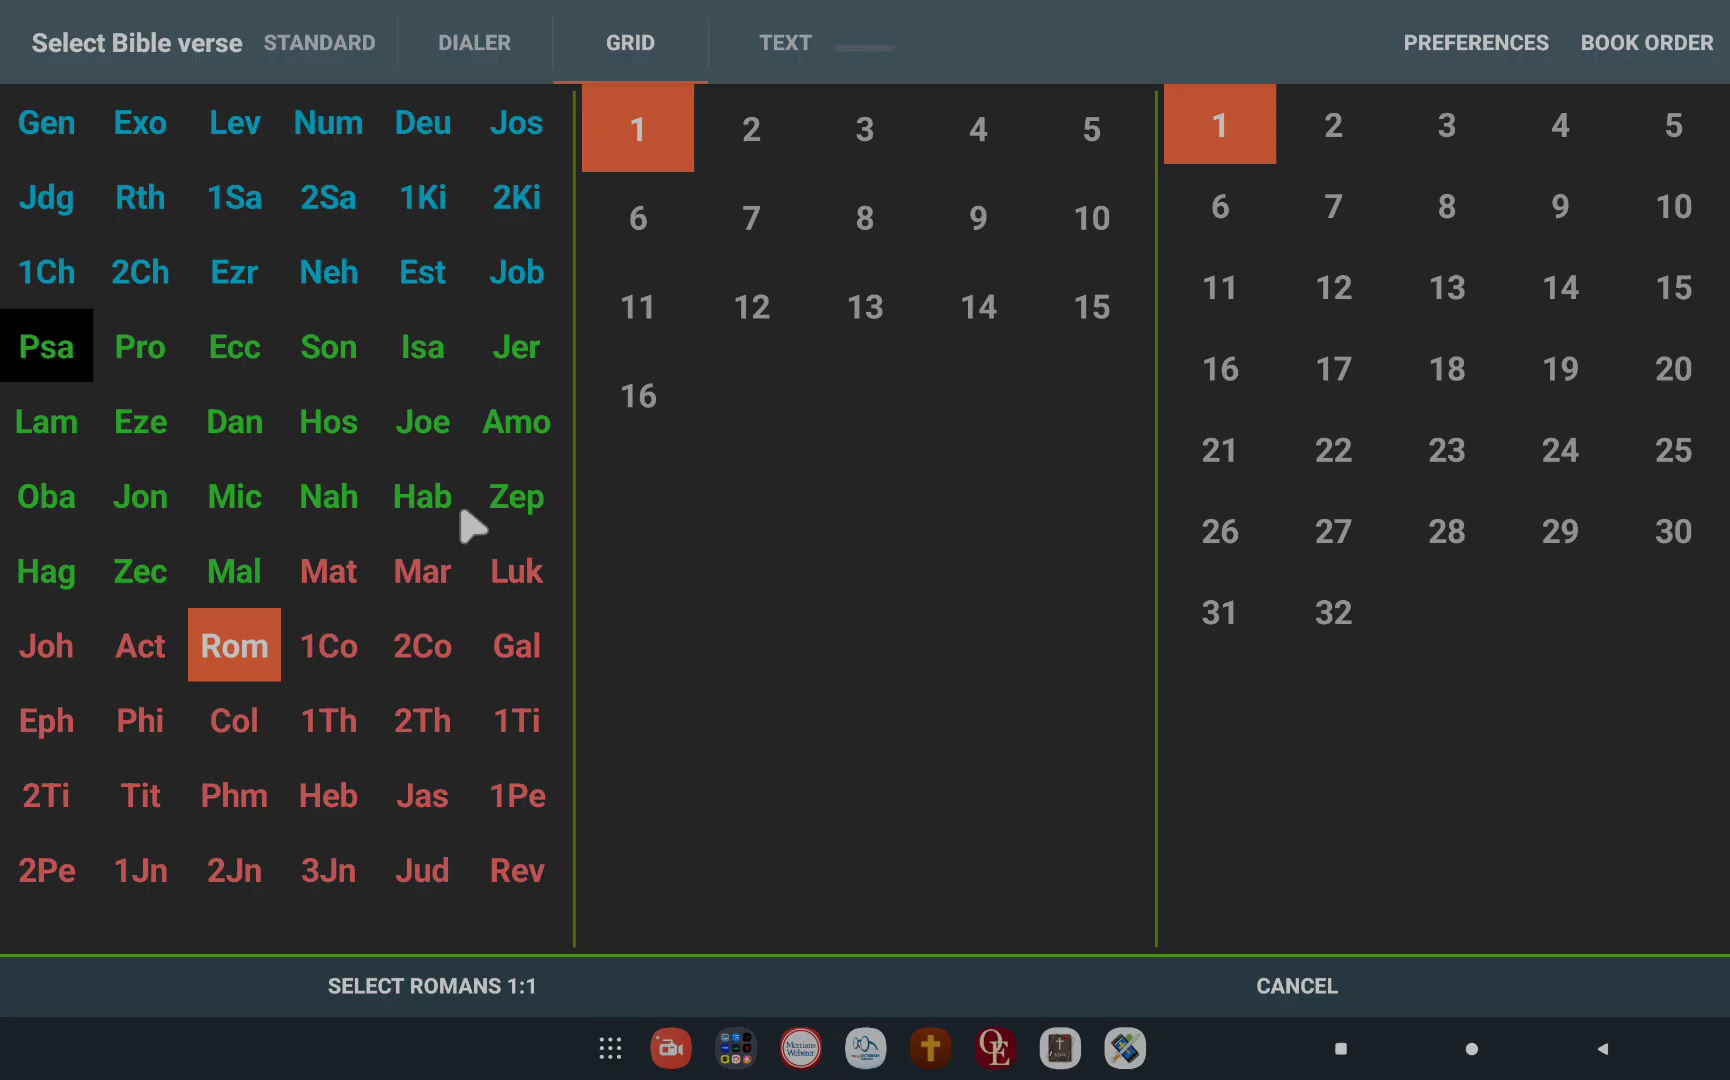 Select Bible verse STANDARD DIALER GRID TEXT PREFERENCES BOOK ORDER
Gen Exo Lev Num Deu Jos
Jdg Rth 1Sa 2Sa 1Ki 2Ki
1Ch 2Ch Ezr Neh Est Job
Psa Pro Ecc Son Isa Jer
Lam Eze Dan Hos Joe Amo
Oba Jon Mic Nah Hab Zep
Hag Zec Mal Mat Mar Luk
Joh Act Rom 1Co 2Co Gal
Eph Phi Col 1Th 2Th 1Ti
2Ti Tit Phm Heb Jas 1Pe
2Pe 1Jn 2Jn 3Jn Jud Rev
1 2 3 4 5
6 7 8 9 10
11 12 13 14 15
16
1 2 3 4 5
6 7 8 9 10
11 12 13 14 15
16 17 18 19 20
21 22 23 24 25
26 27 28 29 30
31 32
SELECT ROMANS 1:1 CANCEL
Merriam-
Webster
OE